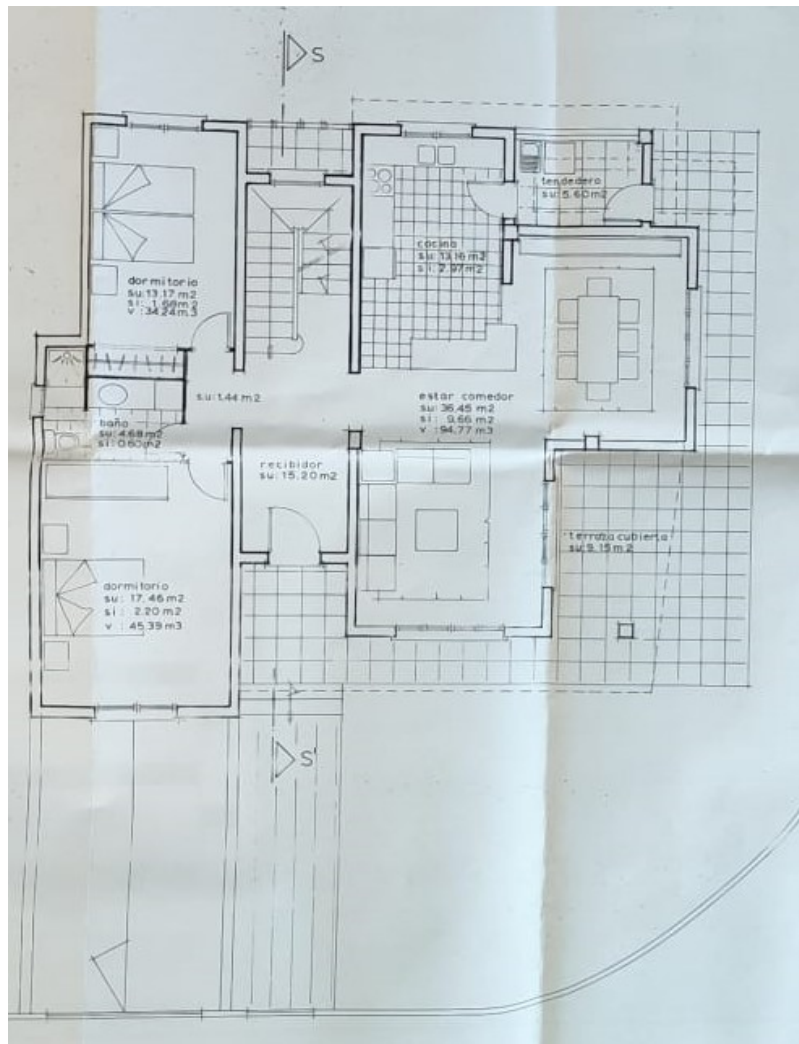 S
tendedero
su: 5.60 m2
cocina
su: 13.16 m2
si: 2.97 m2
dormitorio
su: 13.17 m2
si: 1.68 m2
v : 34.24 m3
s.u: 1.44 m2
estar comedor
su: 36.45 m2
si: 9.66 m2
v : 94.77 m3
baño
su: 4.68 m2
si: 0.60 m2
recibidor
su: 15.20 m2
terraza cubierta
su: 9.15 m2
dormitorio
su: 17.46 m2
si: 2.20 m2
v : 45.39 m3
S'